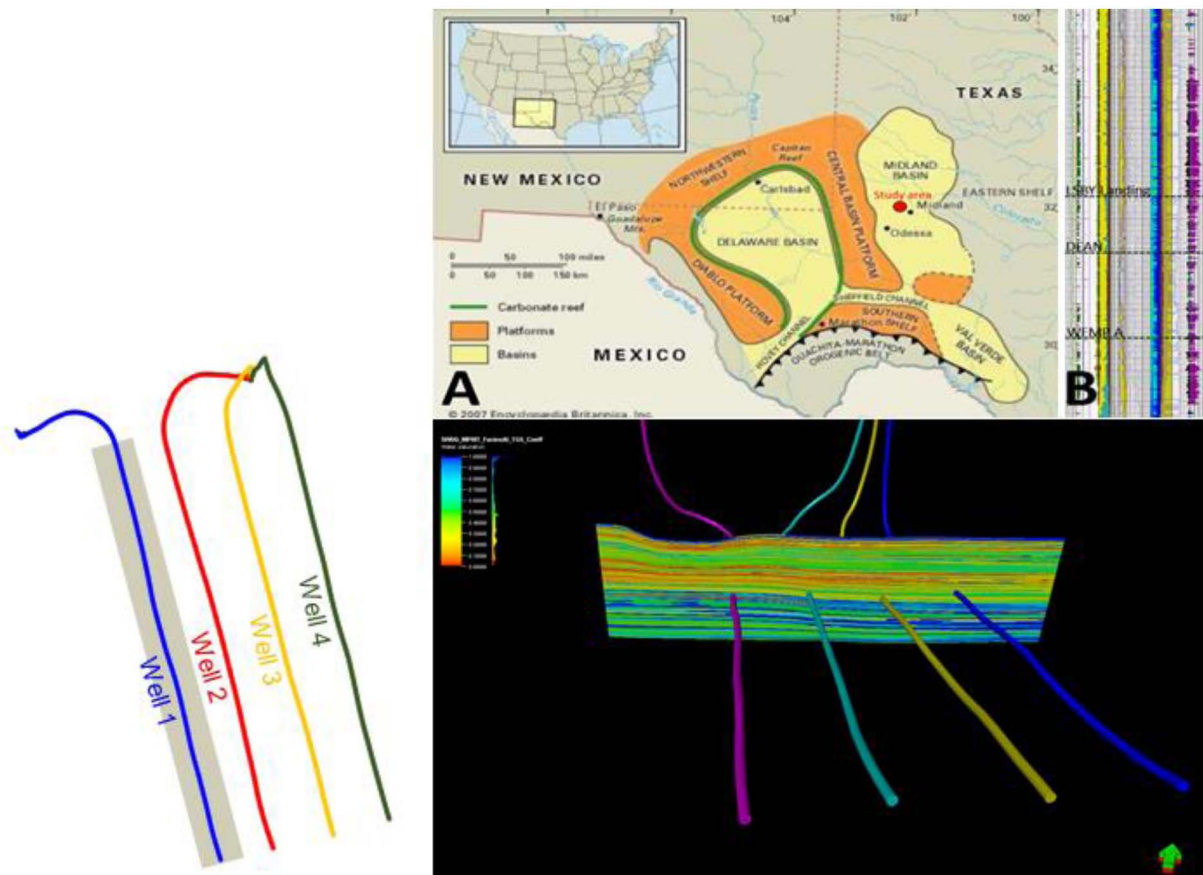 104
102
100
34
TEXAS
NORTHWESTERN
SHELF
Capitan
Reef
CENTRAL BASIN PLATFORM
MIDLAND
BASIN
NEW MEXICO
Carlsbad
Study area
EASTERN SHELF
Midland
32
El Paso
Guadalupe
Mts.
Odessa
Colorado
DELAWARE BASIN
0 50 100 miles
0 50 100 150 km
DIABLO PLATFORM
Rio Grande
SHEFFIELD CHANNEL
Carbonate reef
Platforms
Basins
SOUTHERN
SHELF
Marathon
HOVEY CHANNEL
VAL VERDE
BASIN
30
MEXICO
OUACHITA-MARATHON
OROGENIC BELT
A
© 2007 Encyclopædia Britannica, Inc.
LSBY Landing
DEAN
WFMP A
B
Well 1
Well 2
Well 3
Well 4